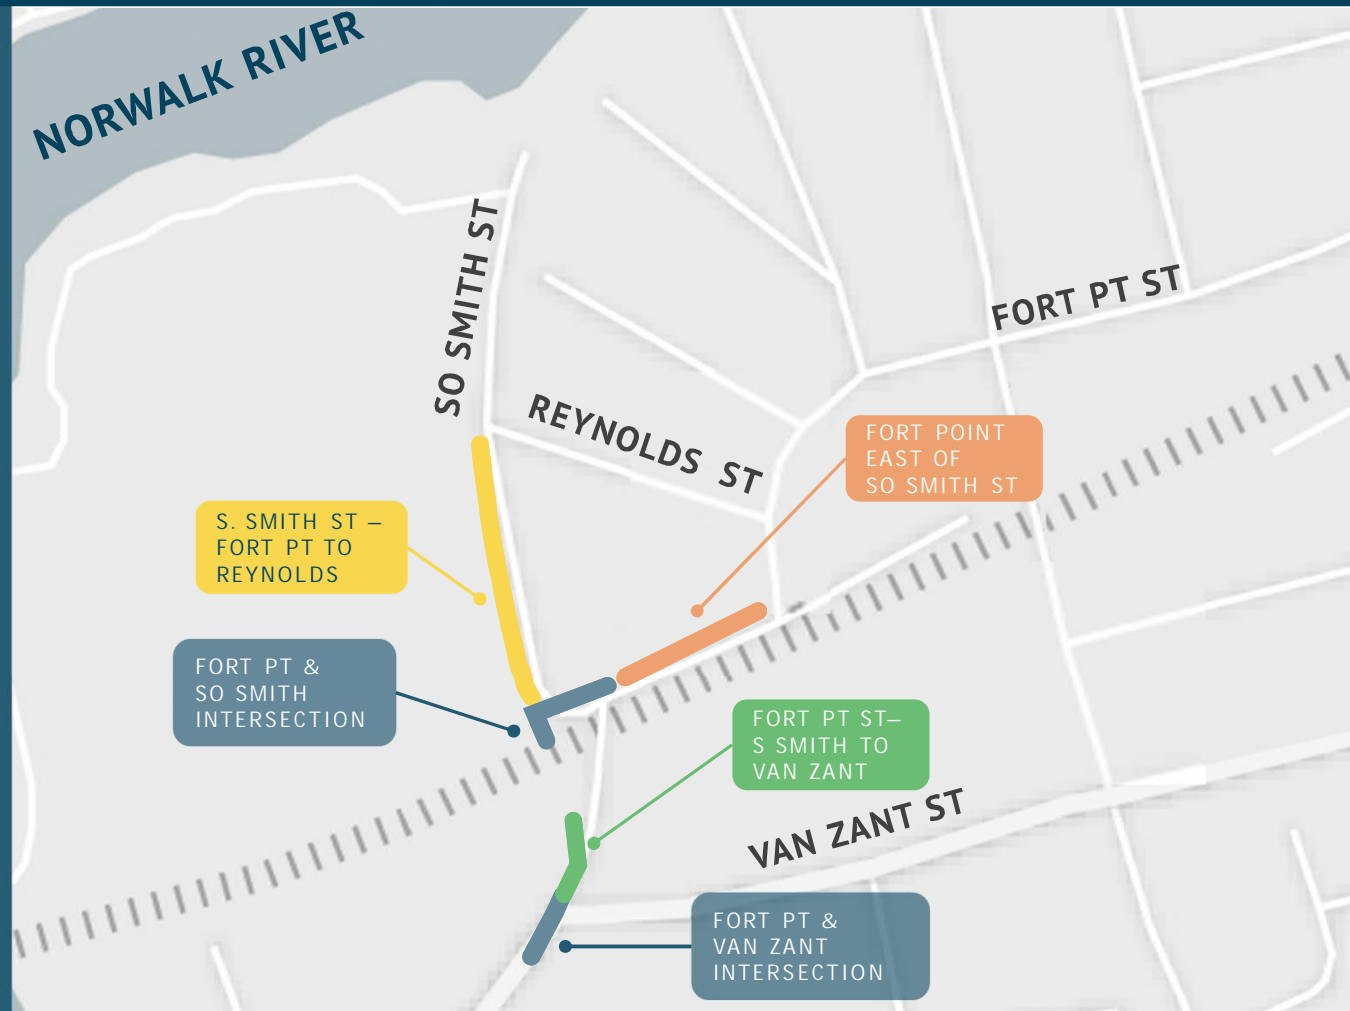 NORWALK RIVER
SO SMITH ST
FORT PT ST
REYNOLDS ST
FORT POINT
EAST OF
SO SMITH ST
S. SMITH ST –
FORT PT TO
REYNOLDS
FORT PT &
SO SMITH
INTERSECTION
FORT PT ST–
S SMITH TO
VAN ZANT
VAN ZANT ST
FORT PT &
VAN ZANT
INTERSECTION